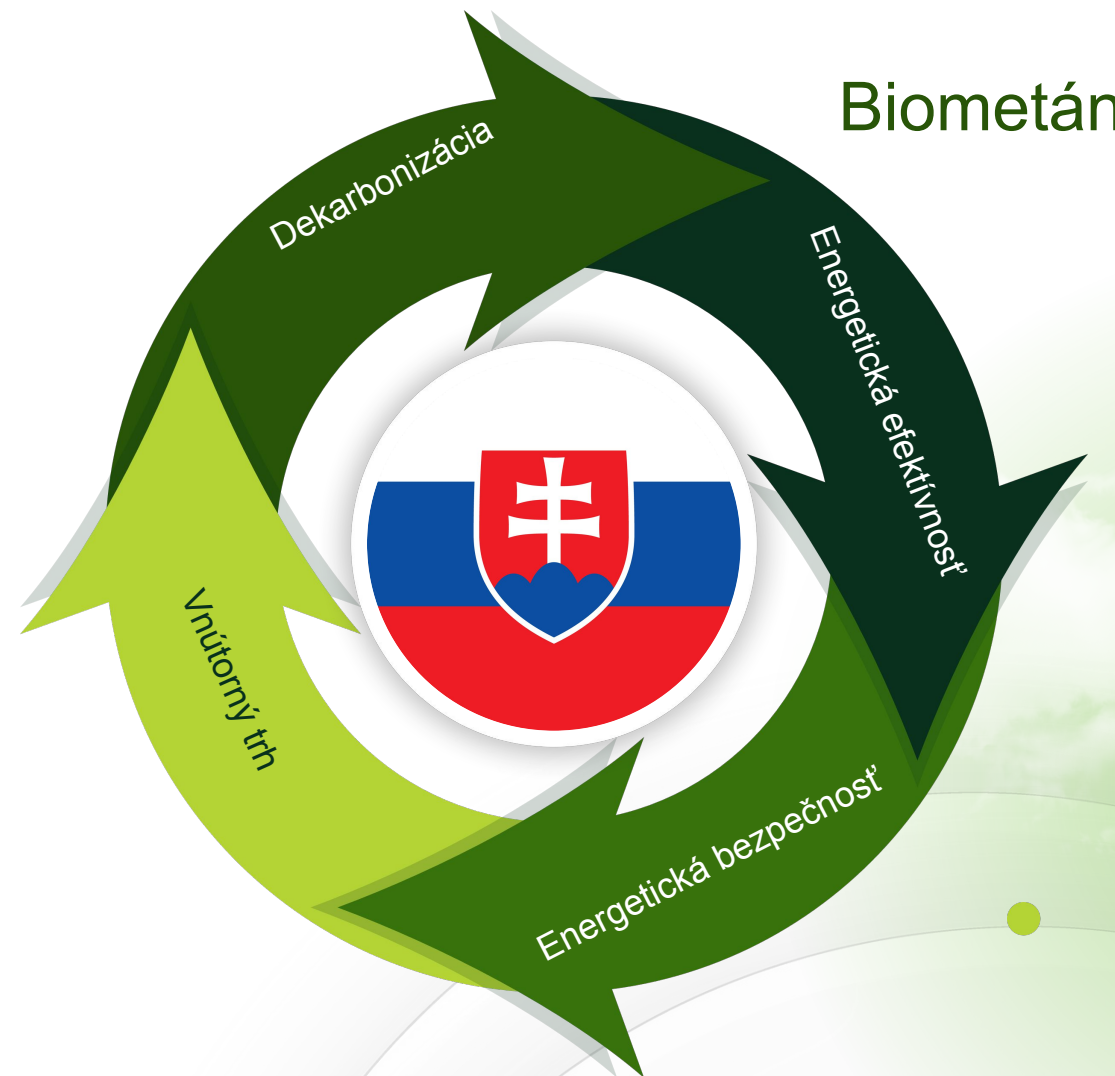 Biometán
Dekarbonizácia
Energetická efektívnosť
Energetická bezpečnosť
Vnútorný trh